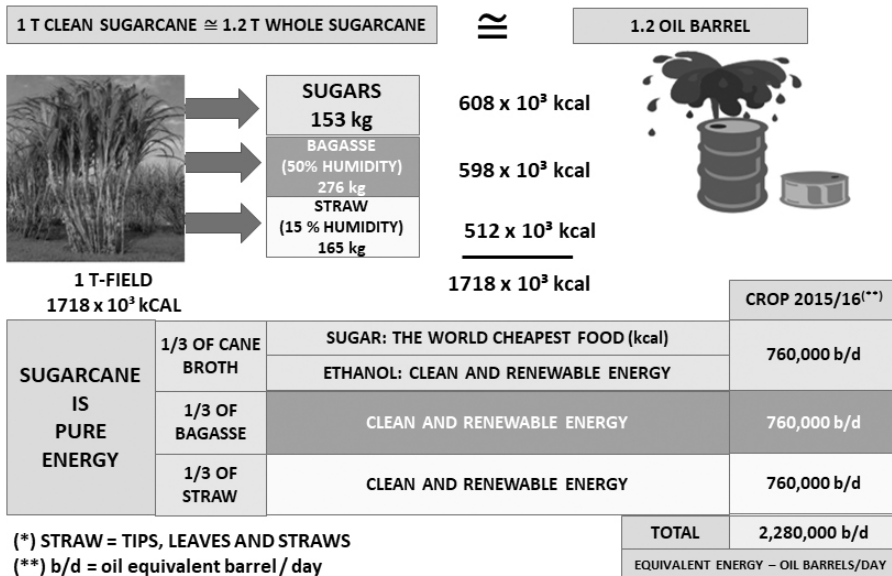 1 T CLEAN SUGARCANE ≅ 1.2 T WHOLE SUGARCANE
≅
1.2 OIL BARREL
SUGARS
153 kg
608 x 10³ kcal
BAGASSE
(50% HUMIDITY)
276 kg
598 x 10³ kcal
STRAW
(15 % HUMIDITY)
165 kg
512 x 10³ kcal
1718 x 10³ kcal
1 T-FIELD
1718 x 10³ kCAL
CROP 2015/16(**)
SUGARCANE
IS
PURE
ENERGY
1/3 OF CANE
BROTH
SUGAR: THE WORLD CHEAPEST FOOD (kcal)
ETHANOL: CLEAN AND RENEWABLE ENERGY
760,000 b/d
1/3 OF
BAGASSE
CLEAN AND RENEWABLE ENERGY
760,000 b/d
1/3 OF
STRAW
CLEAN AND RENEWABLE ENERGY
760,000 b/d
TOTAL
2,280,000 b/d
EQUIVALENT ENERGY – OIL BARRELS/DAY
(*) STRAW = TIPS, LEAVES AND STRAWS
(**) b/d = oil equivalent barrel / day